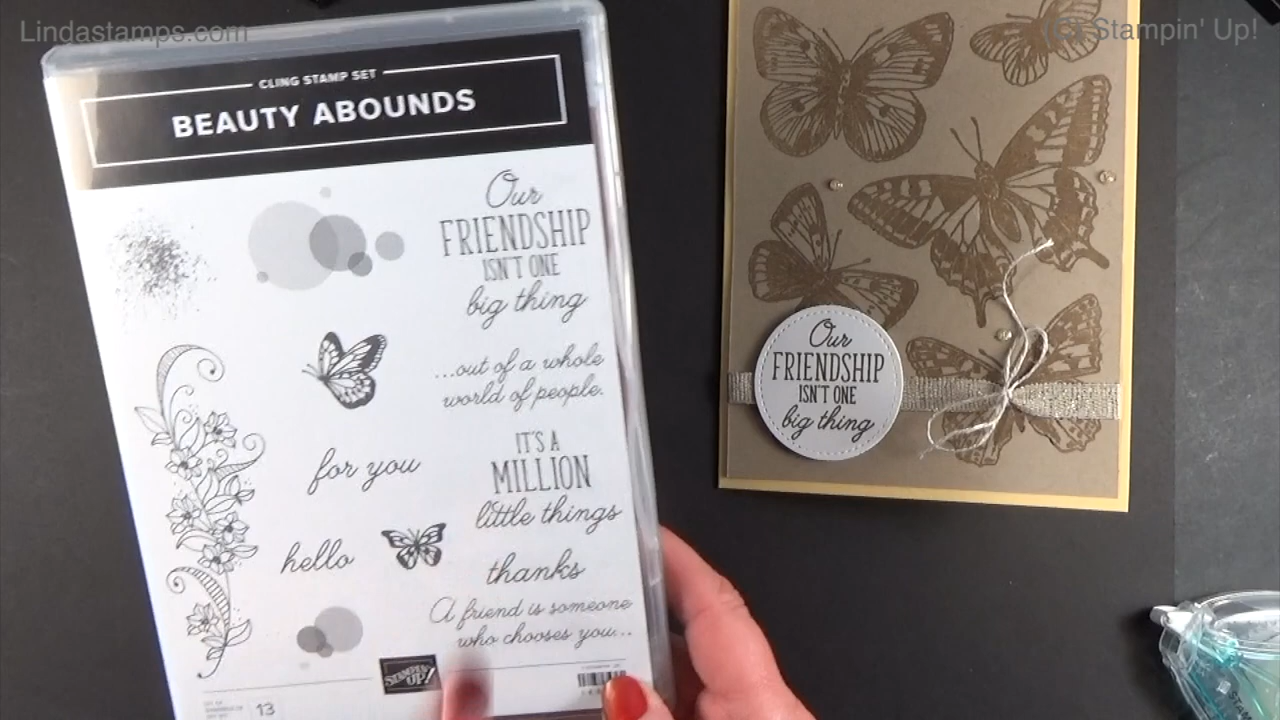 Lindastamps.com
(C) Stampin' Up!
CLING STAMP SET
BEAUTY ABOUNDS
Our
FRIENDSHIP
ISN'T ONE
big thing
...out of a whole
world of people.
for you
IT'S A
MILLION
little things
hello
thanks
A friend is someone
who chooses you...
STAMPIN'
UP!
13
Our
FRIENDSHIP
ISN'T ONE
big thing